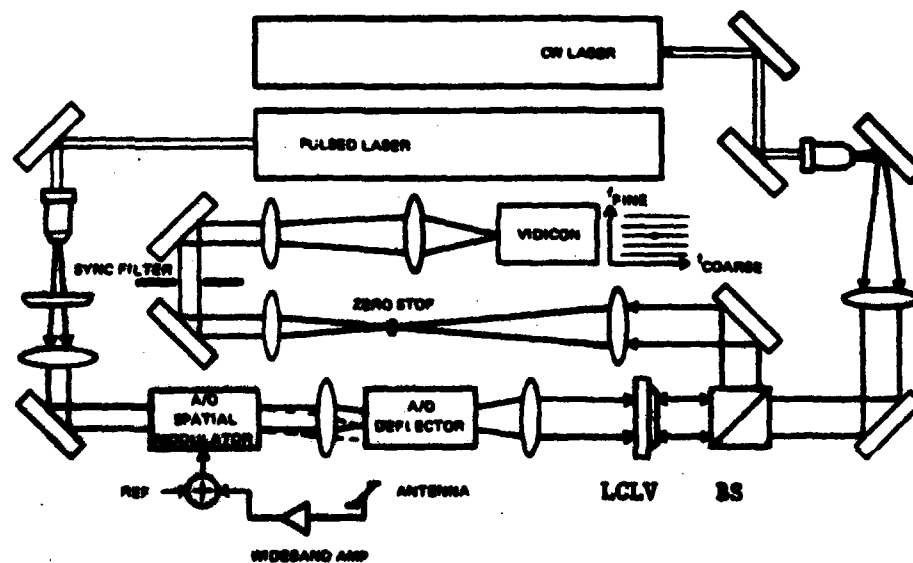 CW LASER
PULSED LASER
f FINE
VIDICON
f COARSE
SYNC FILTER
ZERO STOP
A/O
SPATIAL
MODULATOR
A/O
DEFLECTOR
REF
ANTENNA
LCLV
BS
WIDEBAND AMP